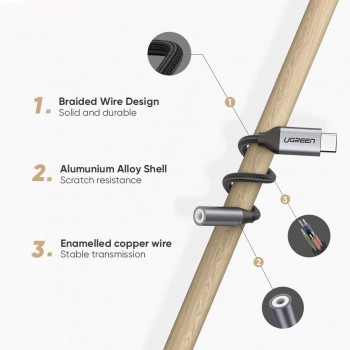 1. Braided Wire Design
Solid and durable
2. Alumunium Alloy Shell
Scratch resistance
3. Enamelled copper wire
Stable transmission
1
UGREEN
3
2